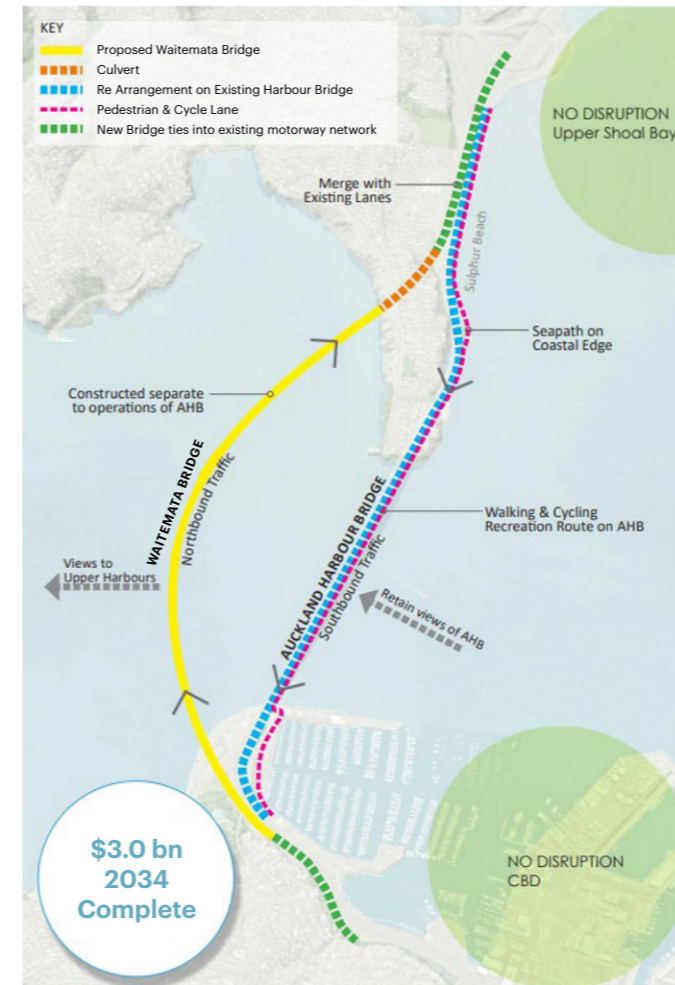 KEY
Proposed Waitemata Bridge
Culvert
Re Arrangement on Existing Harbour Bridge
Pedestrian & Cycle Lane
New Bridge ties into existing motorway network
NO DISRUPTION
Upper Shoal Bay
Merge with
Existing Lanes
Sulphur Beach
Seapath on
Coastal Edge
Constructed separate
to operations of AHB
WAITEMATA BRIDGE
Northbound Traffic
AUCKLAND HARBOUR BRIDGE
Southbound Traffic
Walking & Cycling
Recreation Route on AHB
Views to
Upper Harbours
Retain views of AHB
$3.0 bn
2034
Complete
NO DISRUPTION
CBD